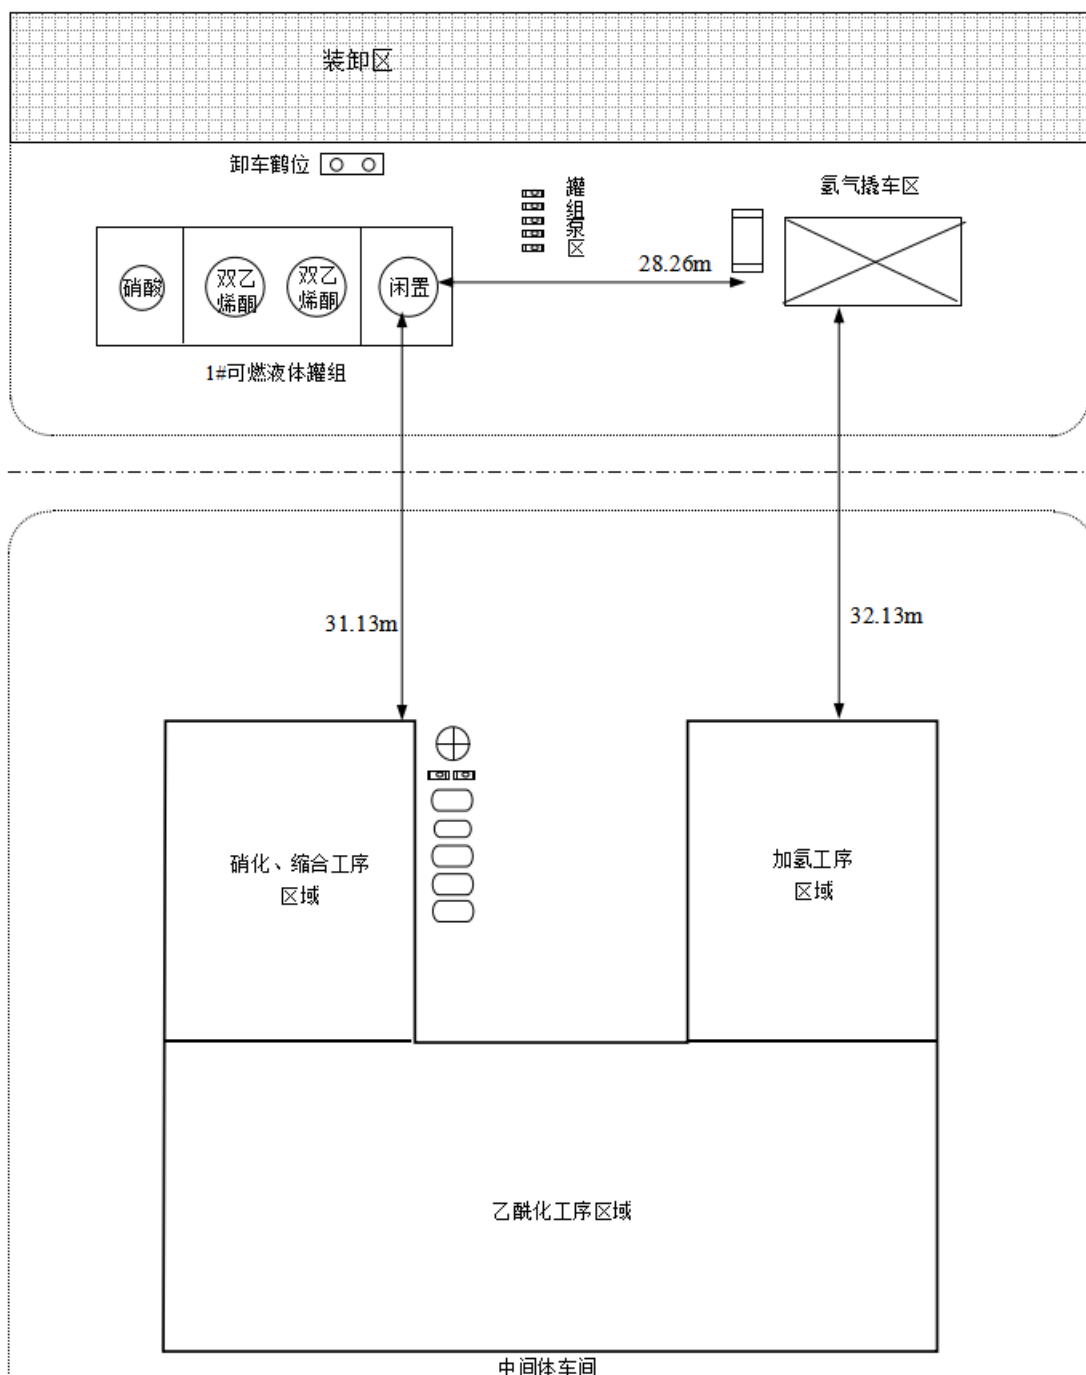 装卸区
卸车鹤位
罐
组
泵
区
氢气撬车区
28.26m
硝酸
双乙
烯酮
双乙
烯酮
闲置
1#可燃液体罐组
31.13m
32.13m
硝化、缩合工序
区域
加氢工序
区域
乙酰化工序区域
中间体车间